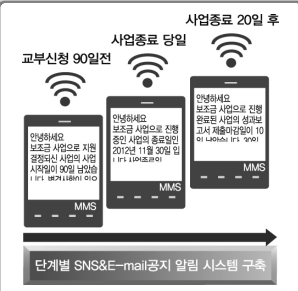 사업종료 20일 후
사업종료 당일
교부신청 90일전
안녕하세요
보조금 사업으로 지원
결정되신 사업의 사업
시작일이 90일 남았습
안녕하세요
보조금 사업으로 진행
중인 사업의 종료일인
2012년 11월 30일 입
안녕하세요
보조금 사업으로 진행
완료된 사업의 성과보
고서 제출마감일이 10
MMS
MMS
MMS
단계별 SNS&E-mail공지 알림 시스템 구축